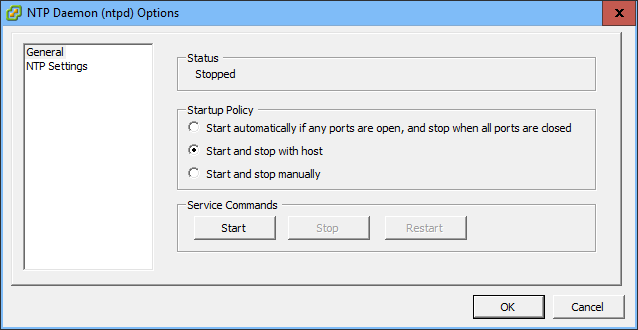 NTP Daemon (ntpd) Options
x
General
NTP Settings
Status
Stopped
Startup Policy
Start automatically if any ports are open, and stop when all ports are closed
Start and stop with host
Start and stop manually
Service Commands
Start Stop Restart
OK Cancel